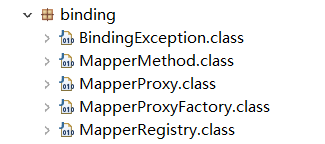 binding
BindingException.class
MapperMethod.class
MapperProxy.class
MapperProxyFactory.class
MapperRegistry.class